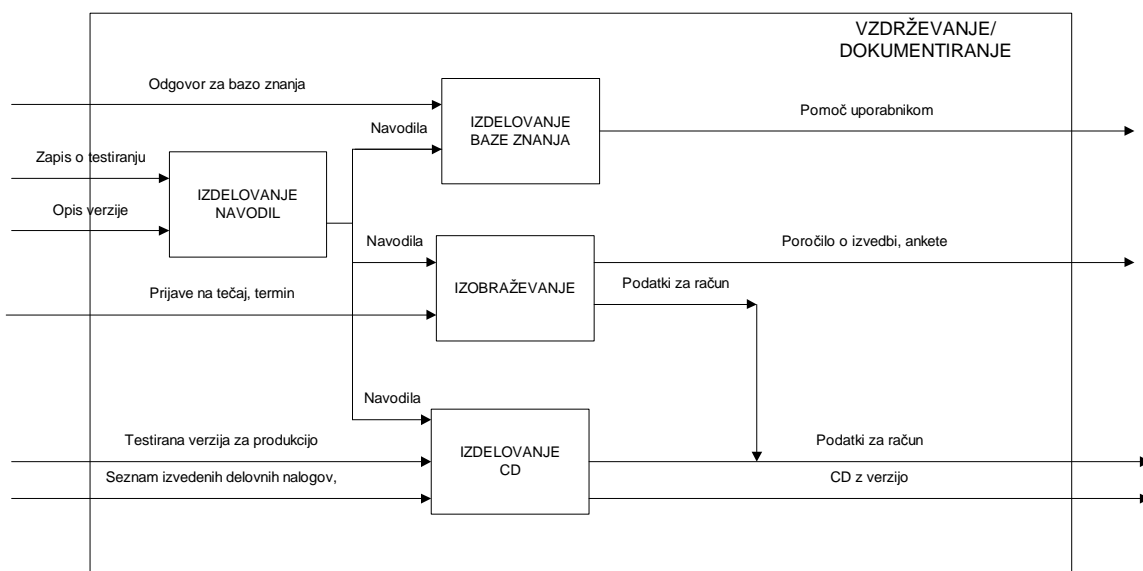 VZDRŽEVANJE/
DOKUMENTIRANJE
Odgovor za bazo znanja
IZDELOVANJE
BAZE ZNANJA
Pomoč uporabnikom
Navodila
Zapis o testiranju
IZDELOVANJE
NAVODIL
Opis verzije
Navodila
Poročilo o izvedbi, ankete
IZOBRAŽEVANJE
Podatki za račun
Prijave na tečaj, termin
Navodila
Testirana verzija za produkcijo
IZDELOVANJE
CD
Podatki za račun
Seznam izvedenih delovnih nalogov,
CD z verzijo